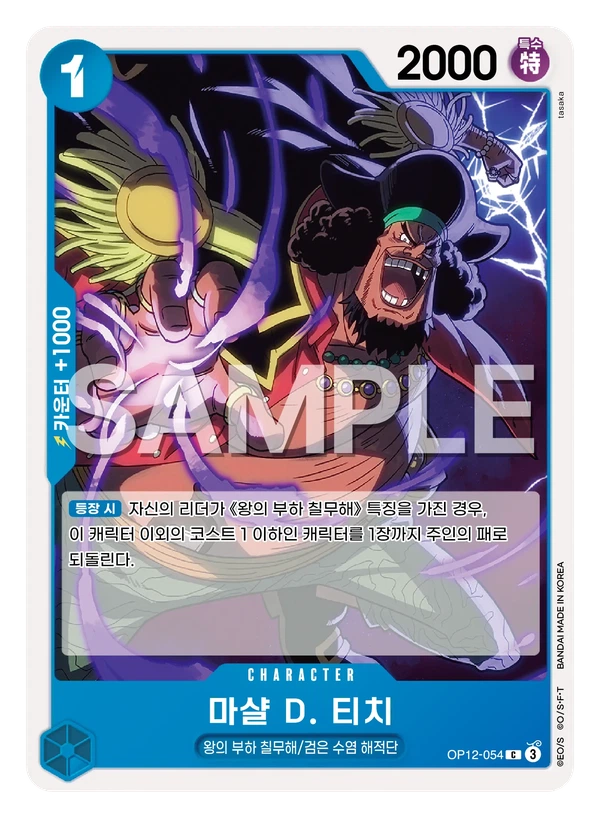 1
2000
특수
特
tasaka
카운터 +1000
SAMPLE
등장 시 자신의 리더가 《왕의 부하 칠무해》 특징을 가진 경우,
이 캐릭터 이외의 코스트 1 이하인 캐릭터를 1장까지 주인의 패로
되돌린다.
CHARACTER
마샬 D. 티치
왕의 부하 칠무해/검은 수염 해적단
OP12-054 C 3
©EO/S ©O/S·F·T BANDAI MADE IN KOREA